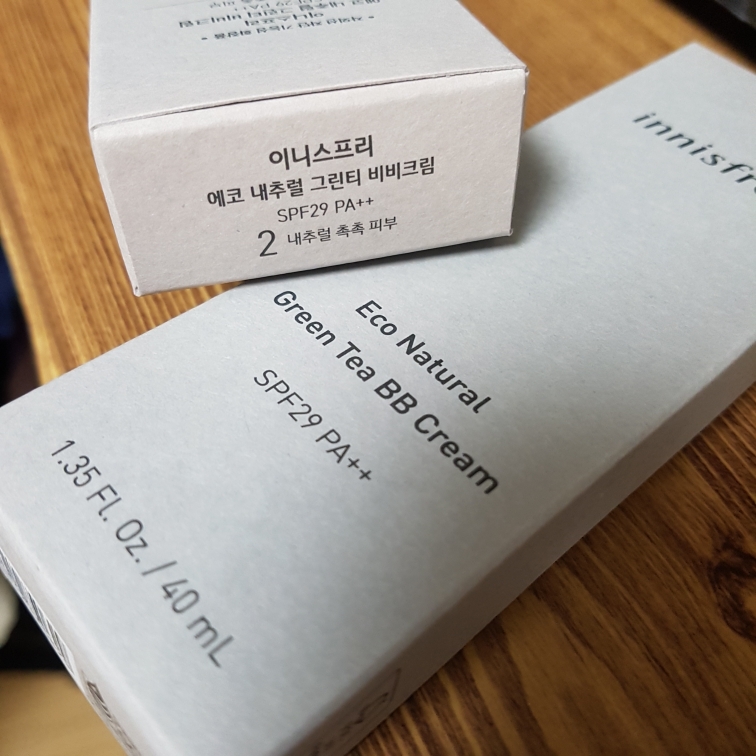 이니스프리
에코 내추럴 그린티 비비크림
SPF29 PA++
2 내추럴 촉촉 피부
Eco Natural
Green Tea BB Cream
SPF29 PA++
1.35 Fl. Oz. / 40 mL